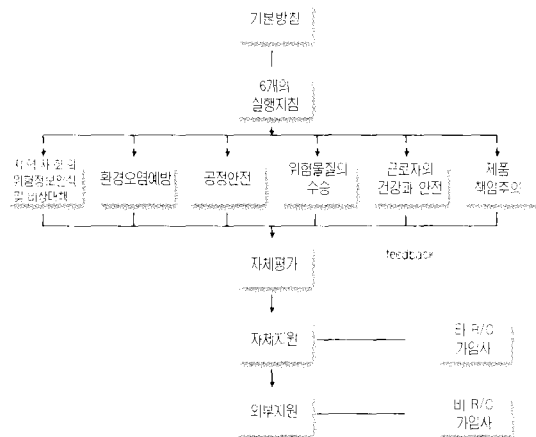 기본방침
6개의
실행지침
지역사회의
위험정보인식
및 비상대책
환경오염예방
공정안전
위험물질의
수송
근로자의
건강과 안전
제품
책임주의
feedback
자체평가
자체지원
타 R/C
가입사
외부지원
비 R/C
가입사